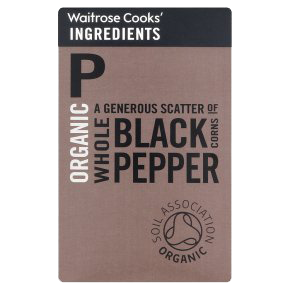 Waitrose Cooks'
INGREDIENTS
P
ORGANIC
A GENEROUS SCATTER OF
WHOLE
BLACK
CORNS
PEPPER
SOIL ASSOCIATION
ORGANIC